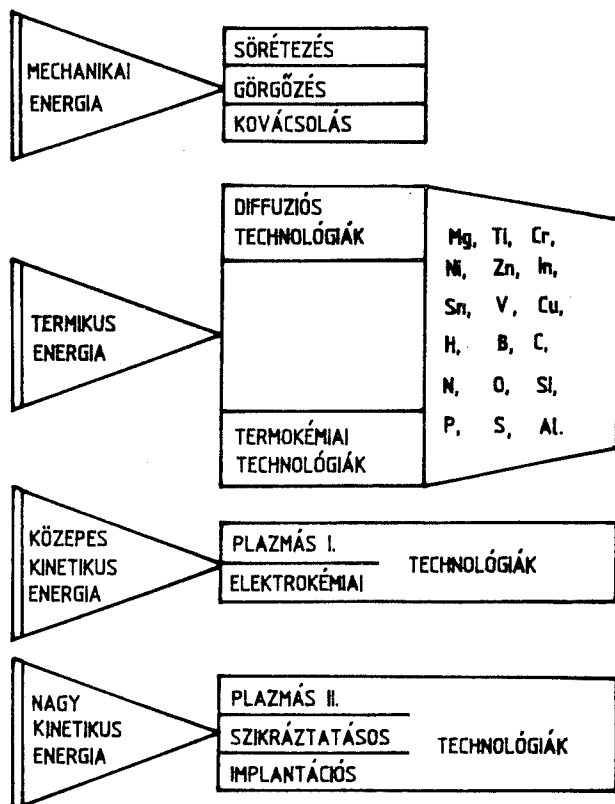 MECHANIKAI
ENERGIA
SÖRÉTEZÉS
GÖRGŐZÉS
KOVÁCSOLÁS
TERMIKUS
ENERGIA
DIFFUZIÓS
TECHNOLÓGIÁK
TERMOKÉMIAI
TECHNOLÓGIÁK
Mg, Ti, Cr,
Ni, Zn, In,
Sn, V, Cu,
H, B, C,
N, O, Si,
P, S, Al.
KÖZEPES
KINETIKUS
ENERGIA
PLAZMÁS I.
ELEKTROKÉMIAI
TECHNOLÓGIÁK
NAGY
KINETIKUS
ENERGIA
PLAZMÁS II.
SZIKRÁZTATÁSOS
IMPLANTÁCIÓS
TECHNOLÓGIÁK